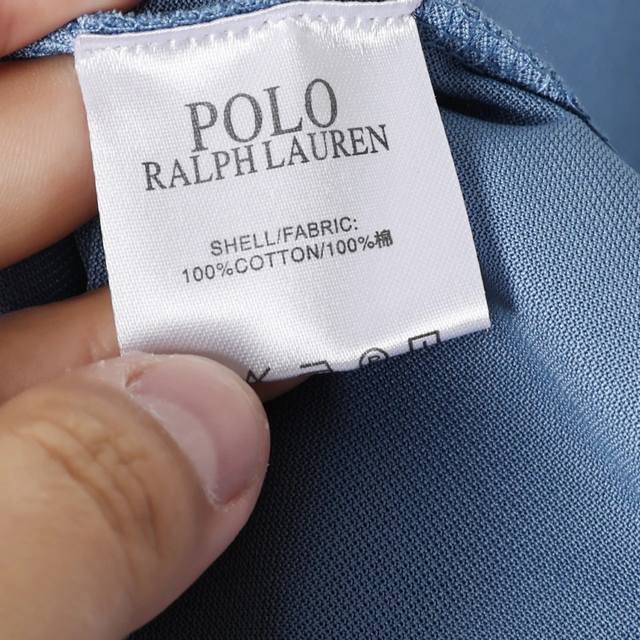 POLO
RALPH LAUREN
SHELL/FABRIC:
100%COTTON/100%棉